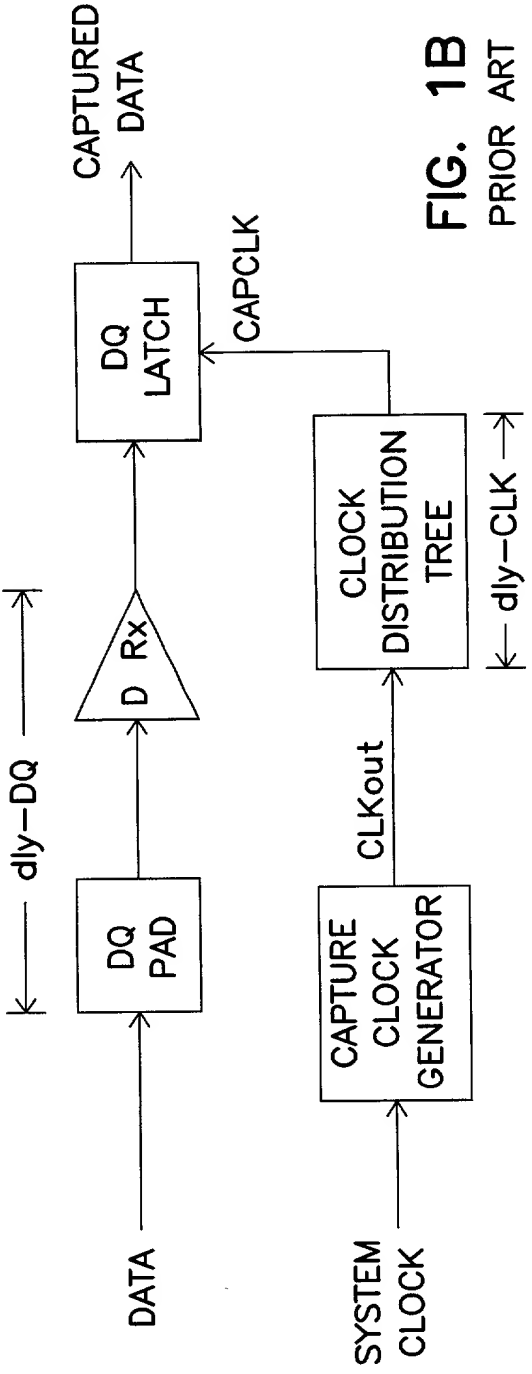 dly-DQ
DATA
DQ
PAD
D Rx
DQ
LATCH
CAPTURED
DATA
CAPCLK
SYSTEM
CLOCK
CAPTURE
CLOCK
GENERATOR
CLKout
CLOCK
DISTRIBUTION
TREE
dly-CLK
FIG. 1B
PRIOR ART